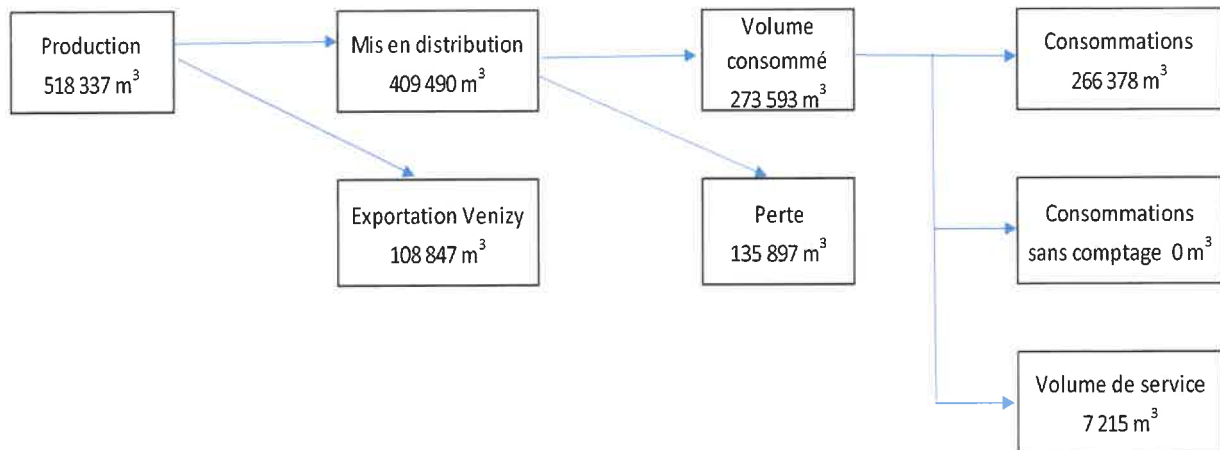 Production
518 337 m³
Mis en distribution
409 490 m³
Volume
consommé
273 593 m³
Consommations
266 378 m³
Exportation Venizy
108 847 m³
Perte
135 897 m³
Consommations
sans comptage 0 m³
Volume de service
7 215 m³